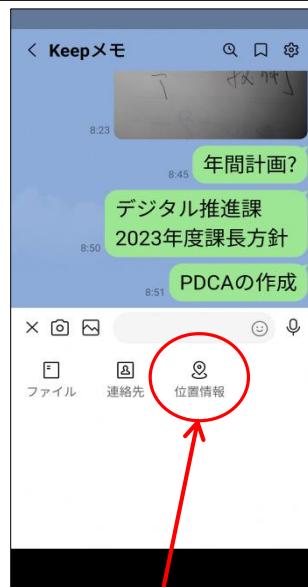 Keepメモ
8:23
8:45
年間計画?
デジタル推進課
2023年度課長方針
8:50
PDCAの作成
8:51
ファイル
連絡先
位置情報